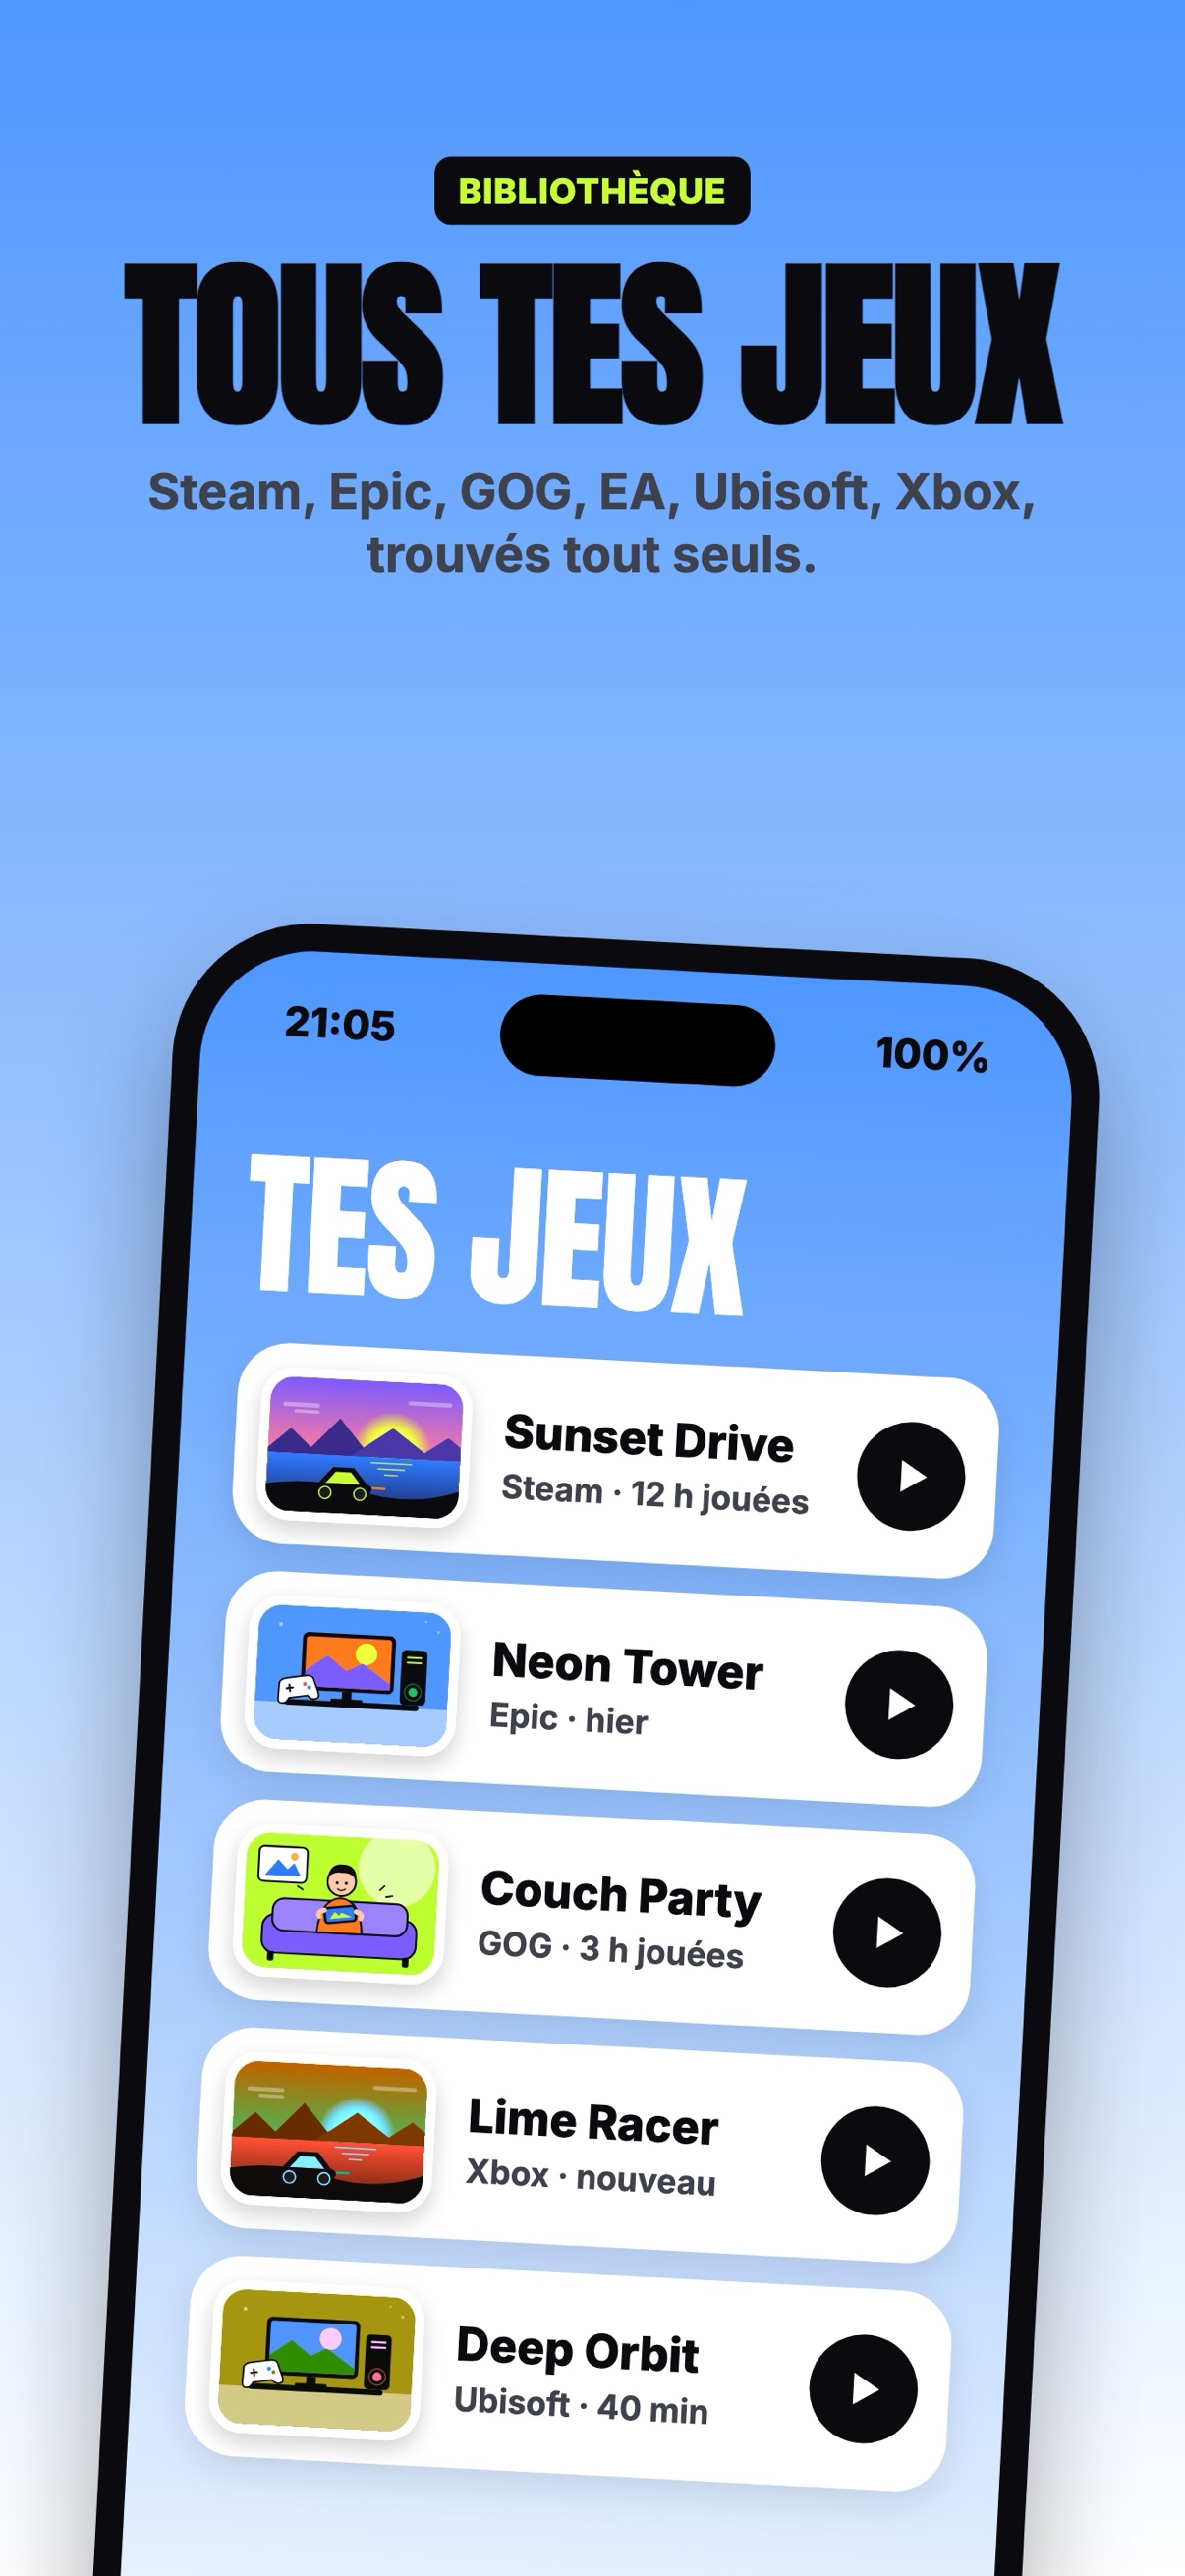 BIBLIOTHÈQUE
TOUS TES JEUX
Steam, Epic, GOG, EA, Ubisoft, Xbox,
trouvés tout seuls.
21:05
100%
TES JEUX
Sunset Drive
Steam · 12 h jouées
Neon Tower
Epic · hier
Couch Party
GOG · 3 h jouées
Lime Racer
Xbox · nouveau
Deep Orbit
Ubisoft · 40 min